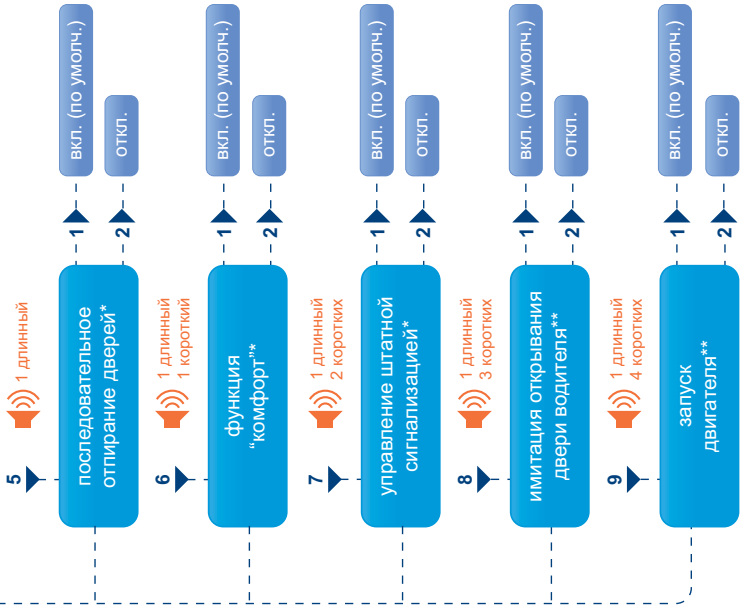 5
1 длинный
последовательное
отпирание дверей*
1
вкл. (по умолч.)
2
откл.
6
1 длинный
1 короткий
функция
“комфорт”*
1
вкл. (по умолч.)
2
откл.
7
1 длинный
2 коротких
управление штатной
сигнализацией*
1
вкл. (по умолч.)
2
откл.
8
1 длинный
3 коротких
имитация открывания
двери водителя**
1
вкл. (по умолч.)
2
откл.
9
1 длинный
4 коротких
запуск
двигателя**
1
вкл. (по умолч.)
2
откл.